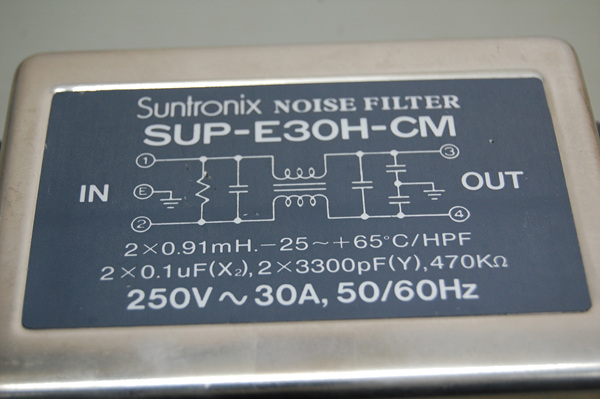 Suntronix NOISE FILTER
SUP-E30H-CM
1
3
IN
E
OUT
2
4
2×0.91mH.−25~+65°C/HPF
2×0.1uF(X₂),2×3300pF(Y),470KΩ
250V~30A, 50/60Hz